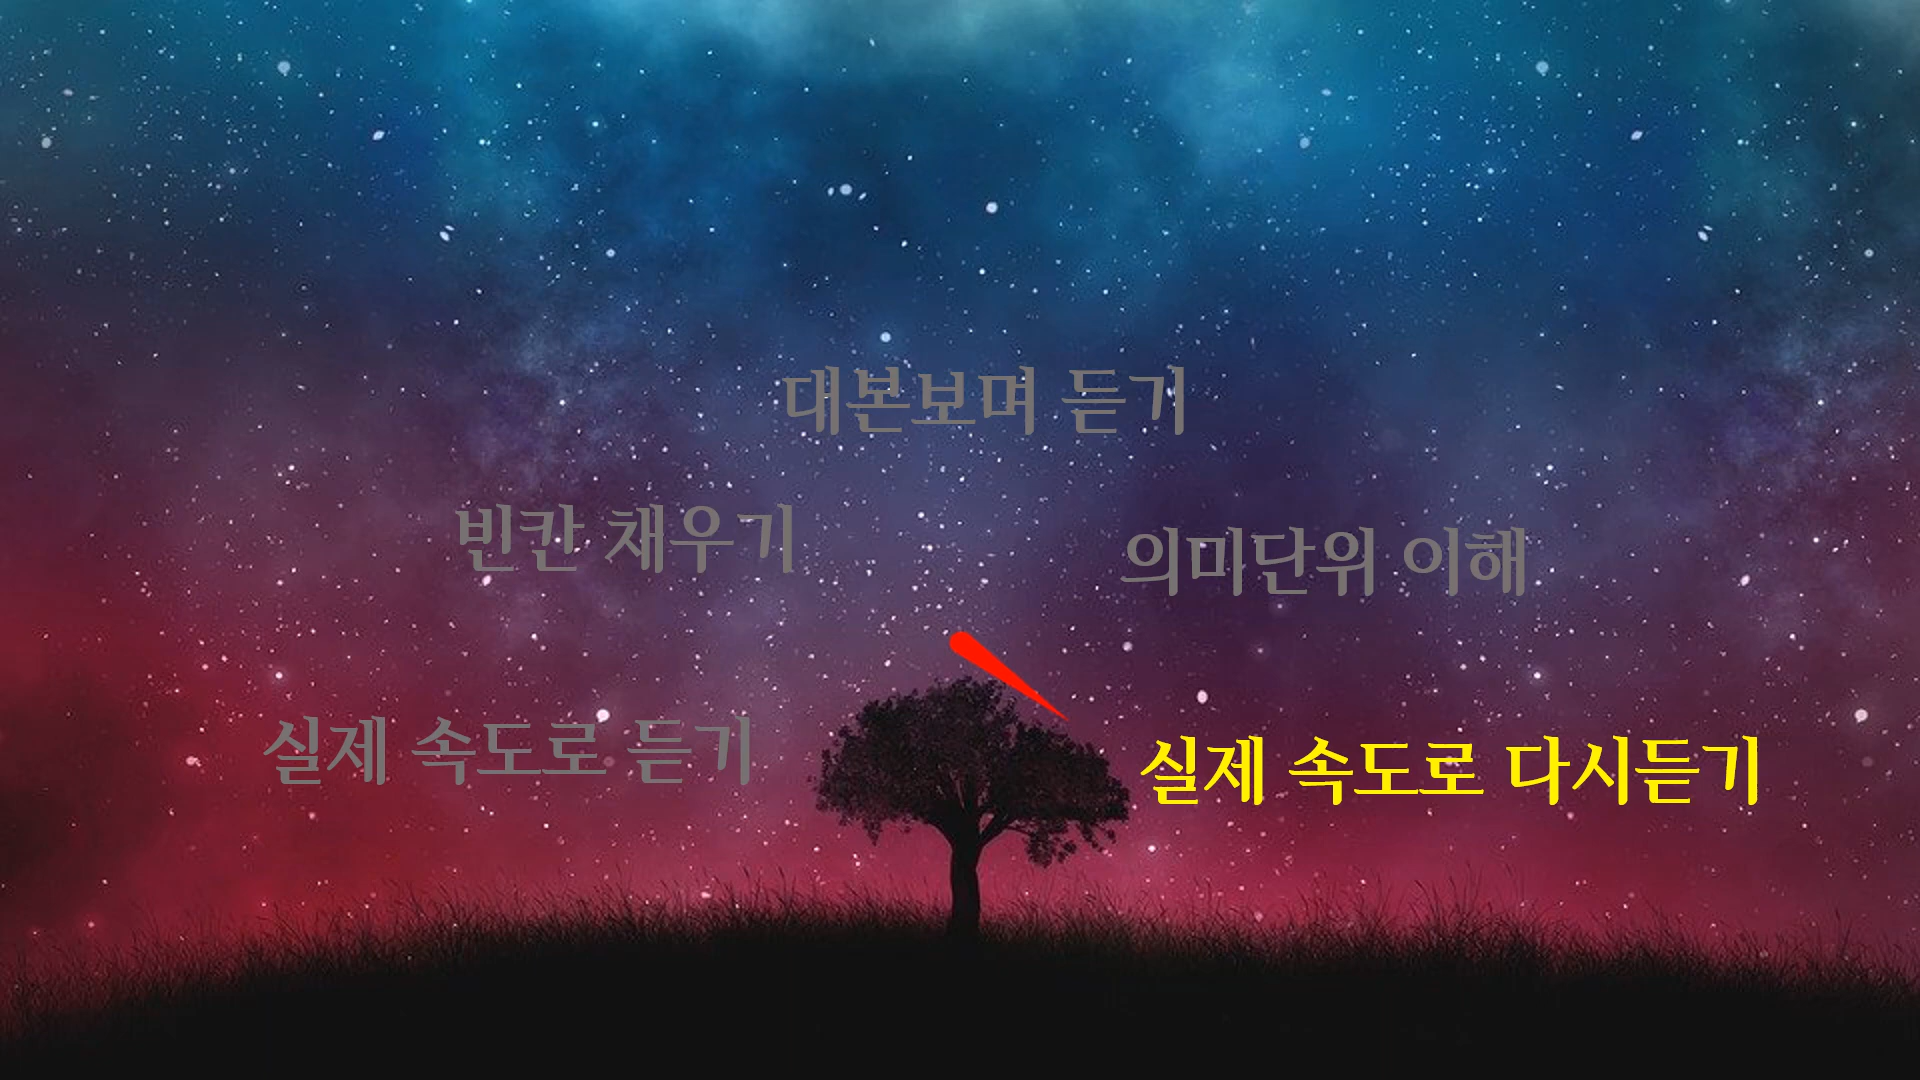 대본보며 듣기
빈칸 채우기
의미단위 이해
실제 속도로 듣기
실제 속도로 다시듣기